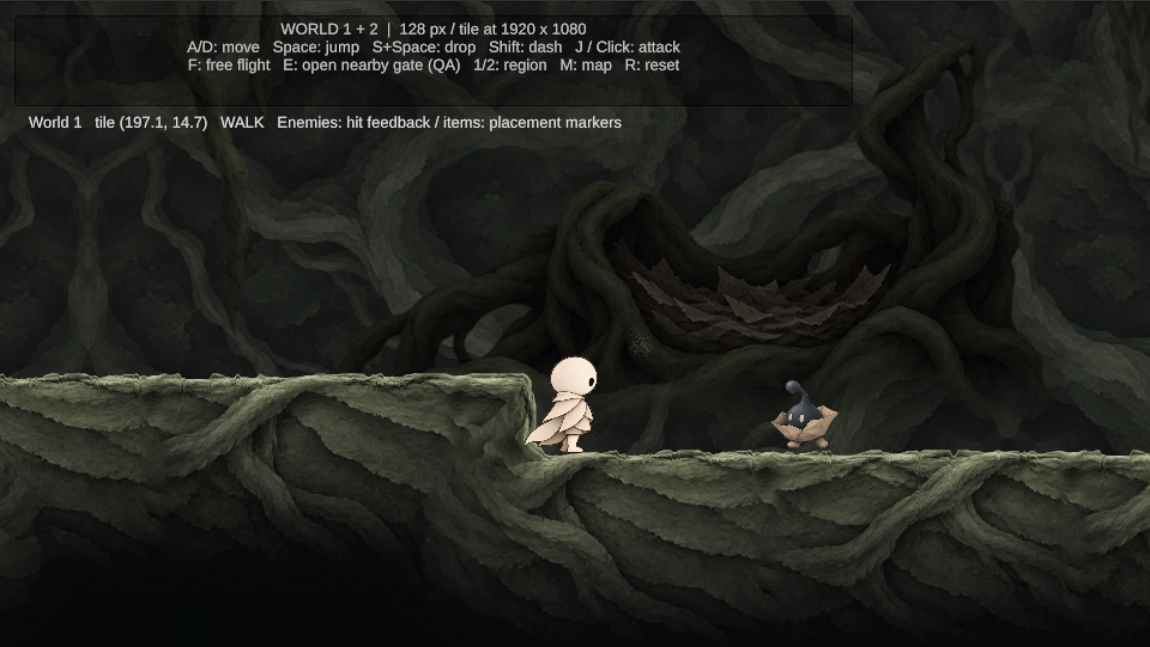 WORLD 1 + 2 | 128 px / tile at 1920 x 1080
A/D: move Space: jump S+Space: drop Shift: dash J / Click: attack
F: free flight E: open nearby gate (QA) 1/2: region M: map R: reset
World 1 tile (197.1, 14.7) WALK Enemies: hit feedback / items: placement markers